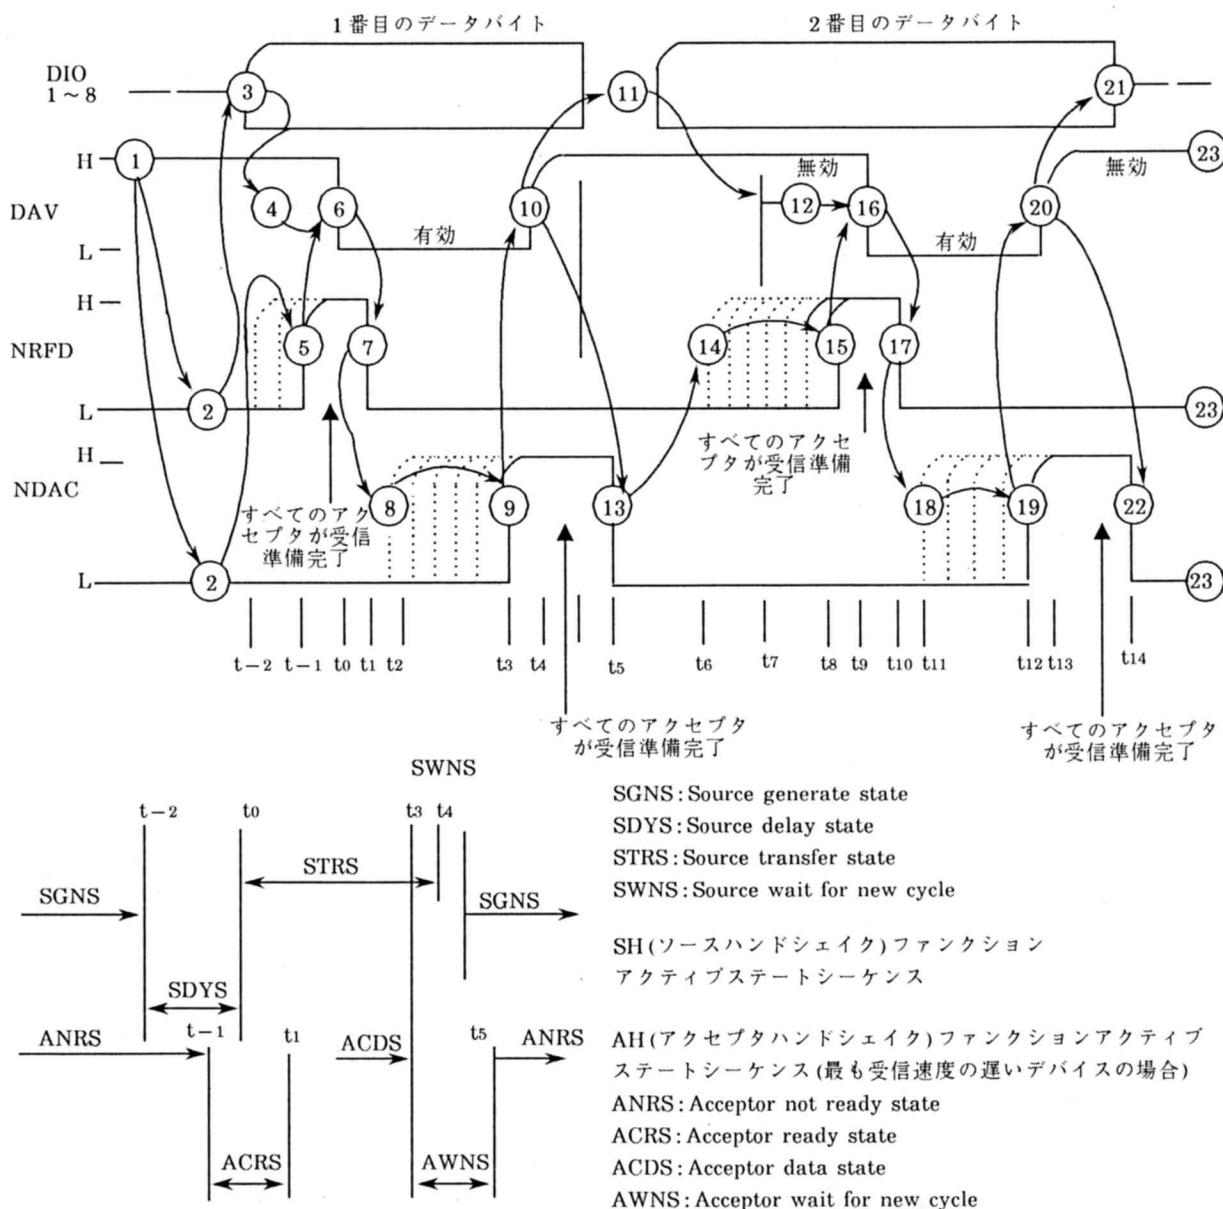 1番目のデータバイト
2番目のデータバイト
DIO
1～8
3
11
21
H
1
23
無効
無効
DAV
4
6
10
12
16
20
L
有効
有効
H
NRFD
5
7
14
15
17
L
2
23
H
すべてのアクセ
プタが受信準備
完了
NDAC
8
9
13
18
19
22
すべてのアク
セプタが受信
準備完了
L
2
23
t−2
t−1
t0
t1
t2
t3
t4
t5
t6
t7
t8
t9
t10
t11
t12
t13
t14
すべてのアクセプタ
が受信準備完了
すべてのアクセプタ
が受信準備完了
SWNS
t−2
t0
t3
t4
STRS
SGNS
SGNS
SDYS
ANRS
t−1
t1
ACDS
t5
ANRS
ACRS
AWNS
SGNS:Source generate state
SDYS:Source delay state
STRS:Source transfer state
SWNS:Source wait for new cycle
SH(ソースハンドシェイク)ファンクション
アクティブステートシーケンス
AH(アクセプタハンドシェイク)ファンクションアクティブ
ステートシーケンス(最も受信速度の遅いデバイスの場合)
ANRS:Acceptor not ready state
ACRS:Acceptor ready state
ACDS:Acceptor data state
AWNS:Acceptor wait for new cycle